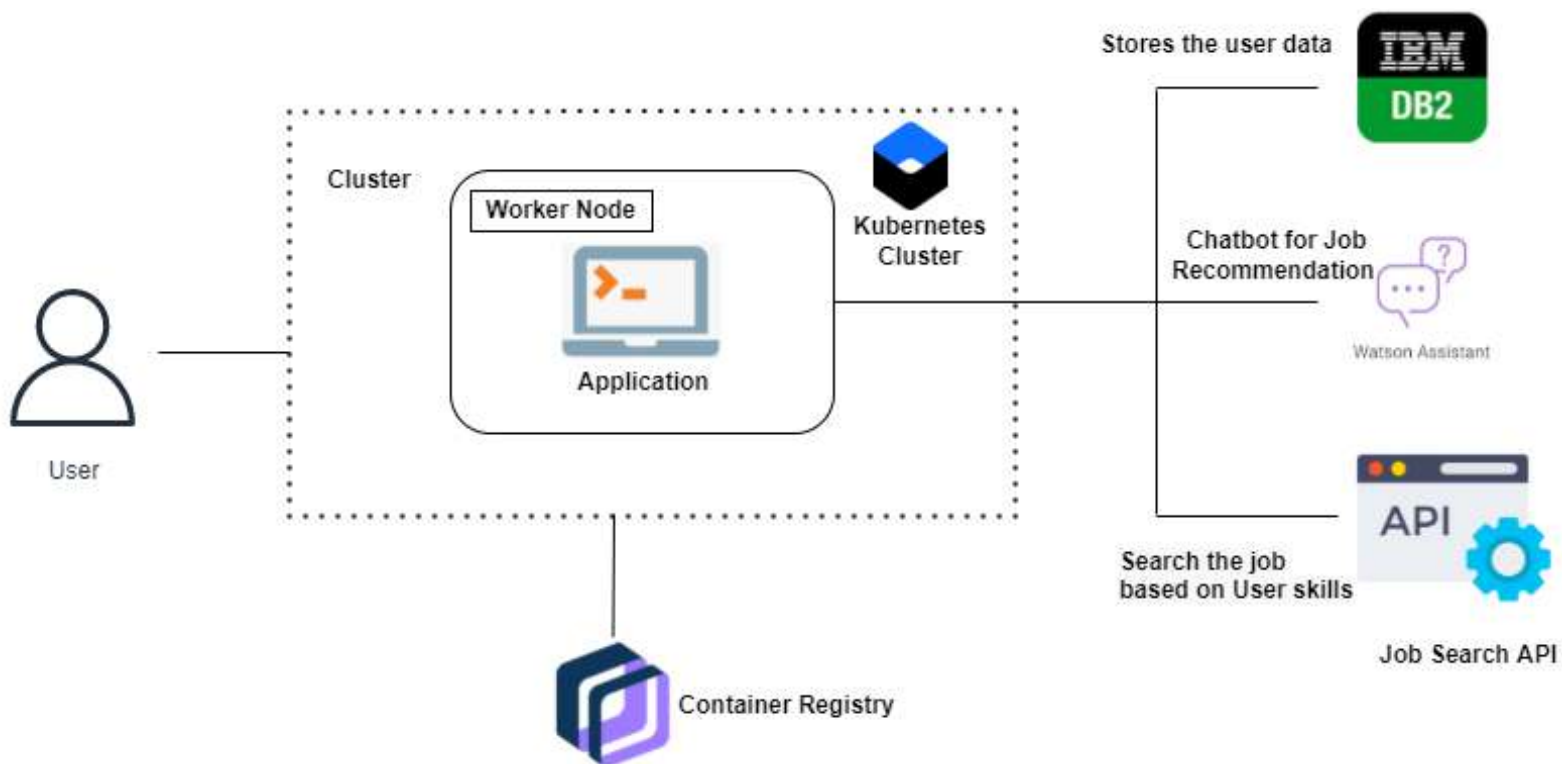 Stores the user data
IBM
DB2
Cluster
Worker Node
Kubernetes
Cluster
Application
Chatbot for Job
Recommendation
?
Watson Assistant
User
API
Search the job
based on User skills
Job Search API
Container Registry